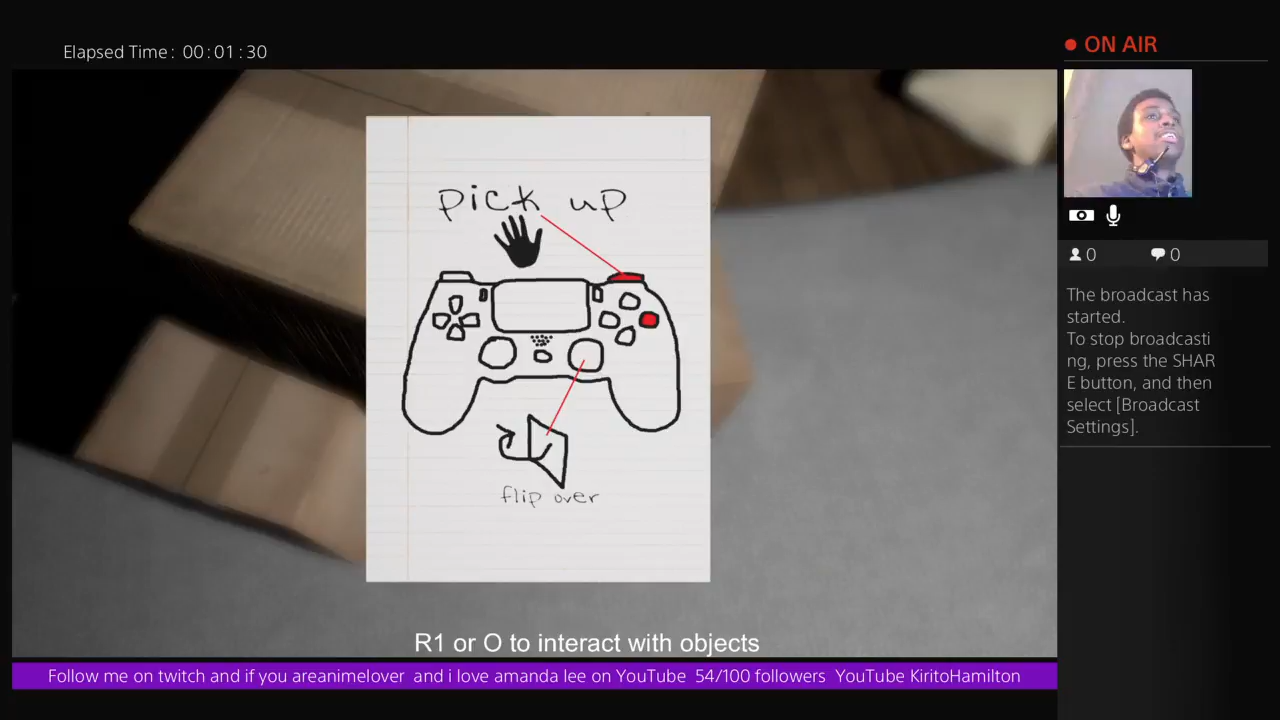 Elapsed Time: 00:01:30
ON AIR
pick up
0 0
The broadcast has
started.
To stop broadcasti
ng, press the SHAR
E button, and then
select [Broadcast
Settings].
flip over
R1 or O to interact with objects
Follow me on twitch and if you areanimelover and i love amanda lee on YouTube 54/100 followers YouTube KiritoHamilton